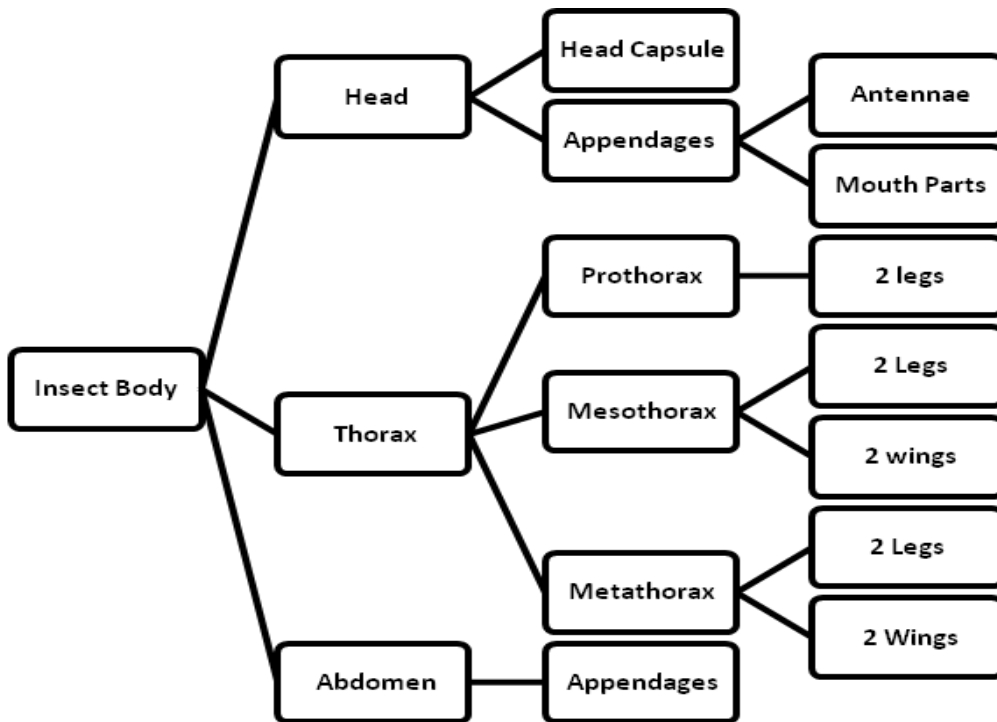 Head Capsule
Head
Antennae
Appendages
Mouth Parts
Prothorax
2 legs
Insect Body
2 Legs
Mesothorax
Thorax
2 wings
2 Legs
Metathorax
2 Wings
Abdomen
Appendages